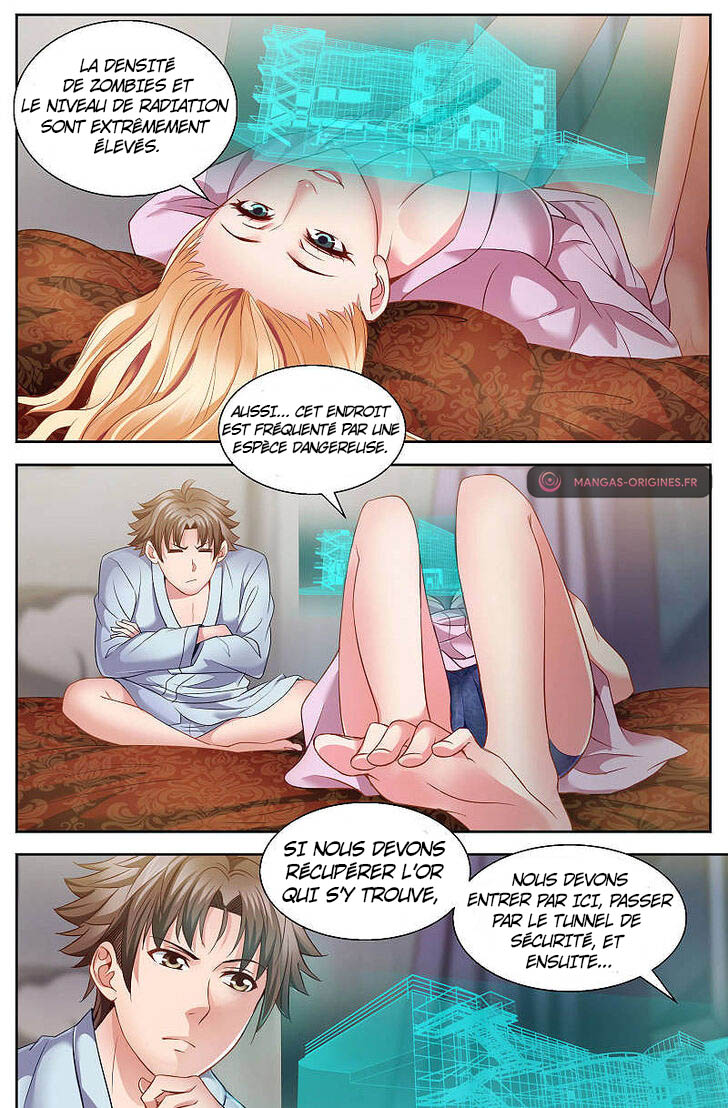 LA DENSITÉ
DE ZOMBIES ET
LE NIVEAU DE RADIATION
SONT EXTRÊMEMENT
ÉLEVÉS.
AUSSI... CET ENDROIT
EST FRÉQUENTÉ PAR UNE
ESPÈCE DANGEREUSE.
MANGAS-ORIGINES.FR
SI NOUS DEVONS
RÉCUPÉRER L'OR
QUI S'Y TROUVE,
NOUS DEVONS
ENTRER PAR ICI, PASSER
PAR LE TUNNEL DE
SÉCURITÉ, ET
ENSUITE...